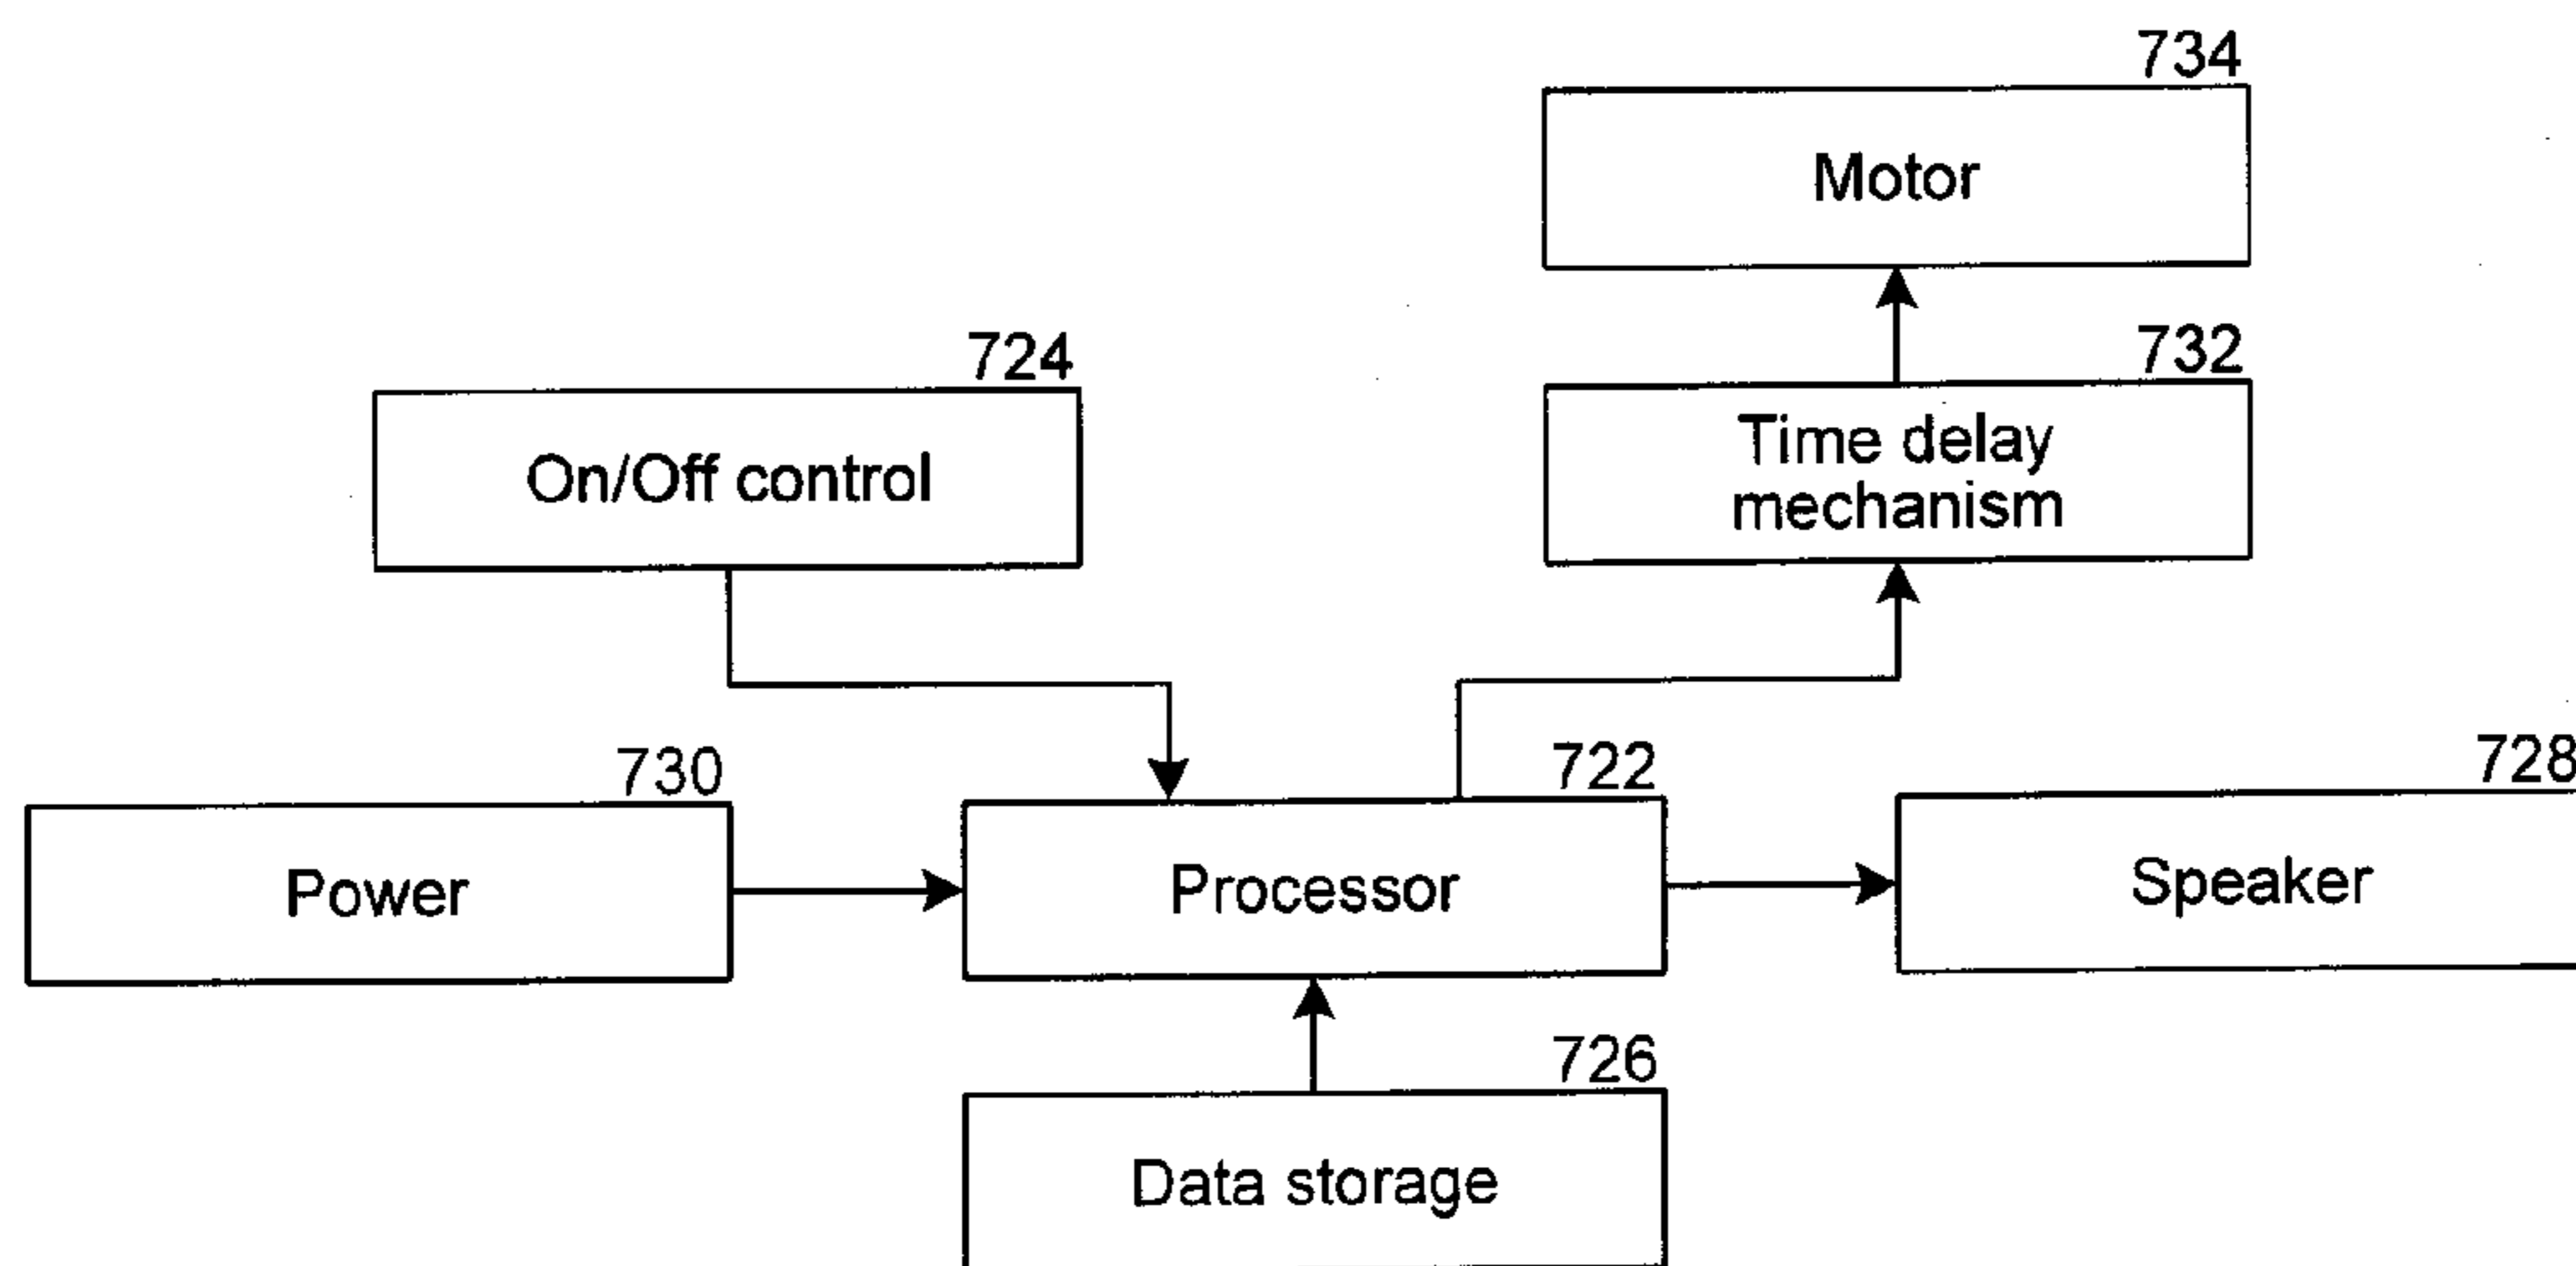 734
Motor
724
732
On/Off control
Time delay
mechanism
730
722
728
Power
Processor
Speaker
726
Data storage